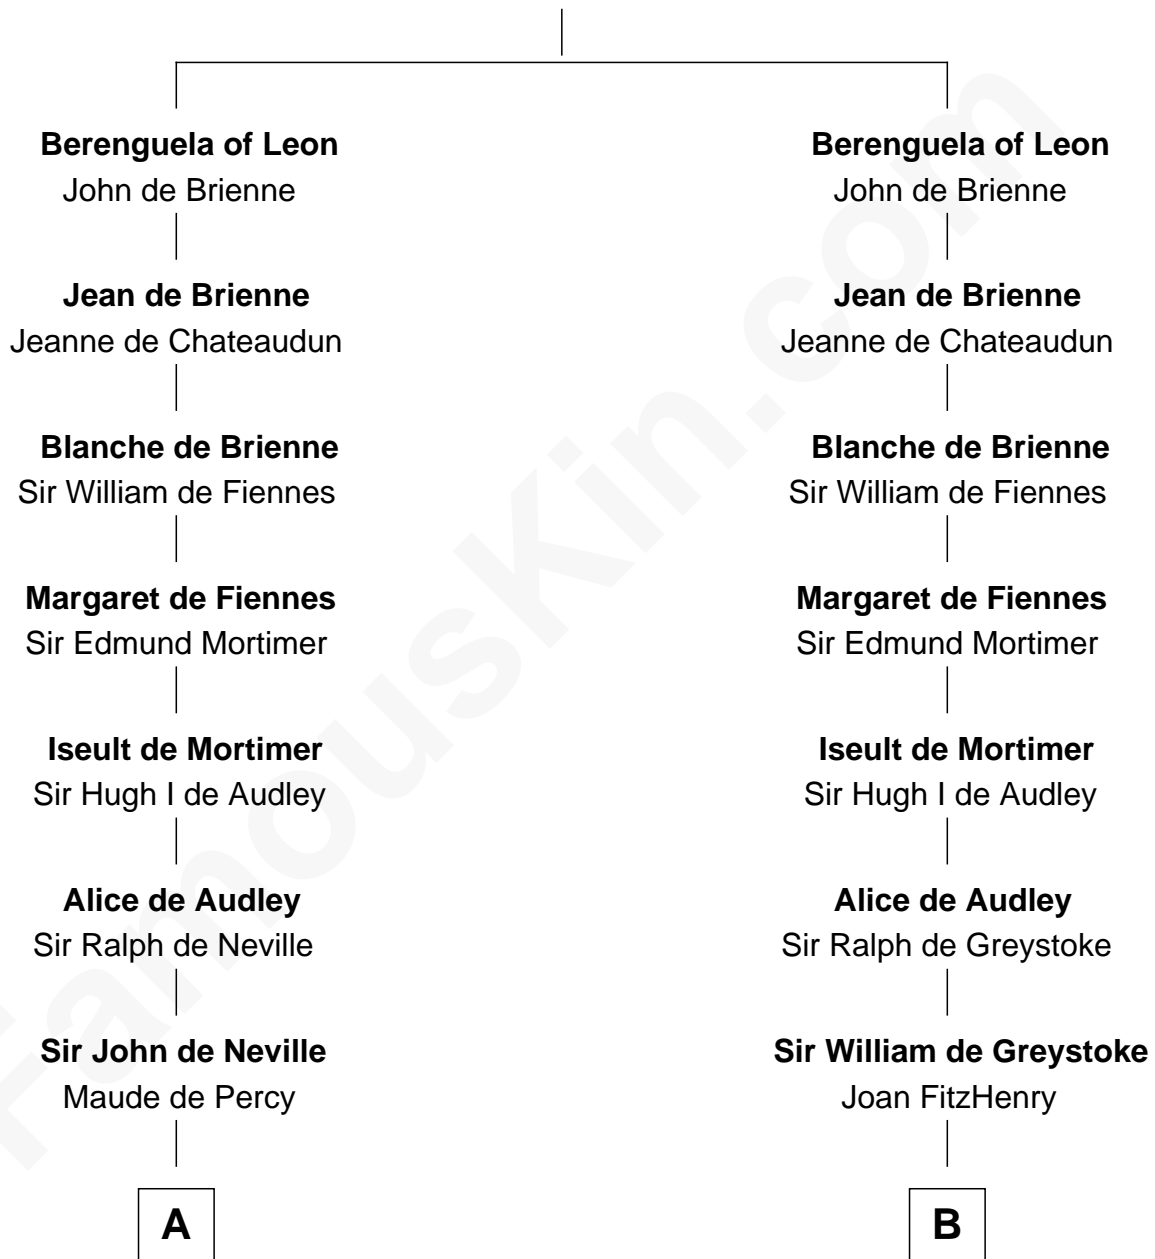 Berenguela of Leon
John de Brienne
Jean de Brienne
Jeanne de Chateaudun
Blanche de Brienne
Sir William de Fiennes
Margaret de Fiennes
Sir Edmund Mortimer
Iseult de Mortimer
Sir Hugh I de Audley
Alice de Audley
Sir Ralph de Neville
Sir John de Neville
Maude de Percy
A
Berenguela of Leon
John de Brienne
Jean de Brienne
Jeanne de Chateaudun
Blanche de Brienne
Sir William de Fiennes
Margaret de Fiennes
Sir Edmund Mortimer
Iseult de Mortimer
Sir Hugh I de Audley
Alice de Audley
Sir Ralph de Greystoke
Sir William de Greystoke
Joan FitzHenry
B
FamousKin.com